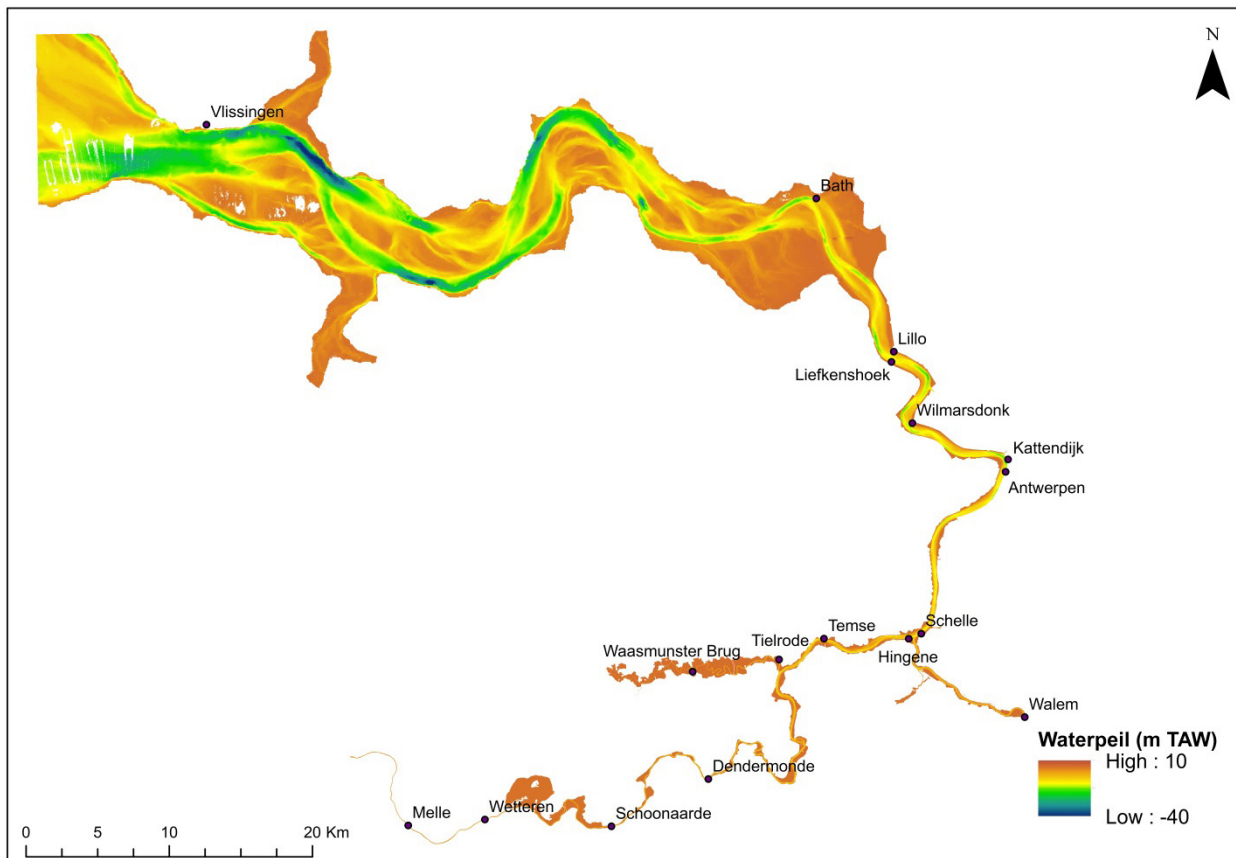 N
Vlissingen
Bath
Lillo
Liefkenshoek
Wilmarsdonk
Kattendijk
Antwerpen
Schelle
Temse
Tielrode
Hingene
Waasmunster Brug
Walem
Waterpeil (m TAW)
High : 10
Low : -40
Dendermonde
Melle
Wetteren
Schoonaarde
0 5 10 20 Km